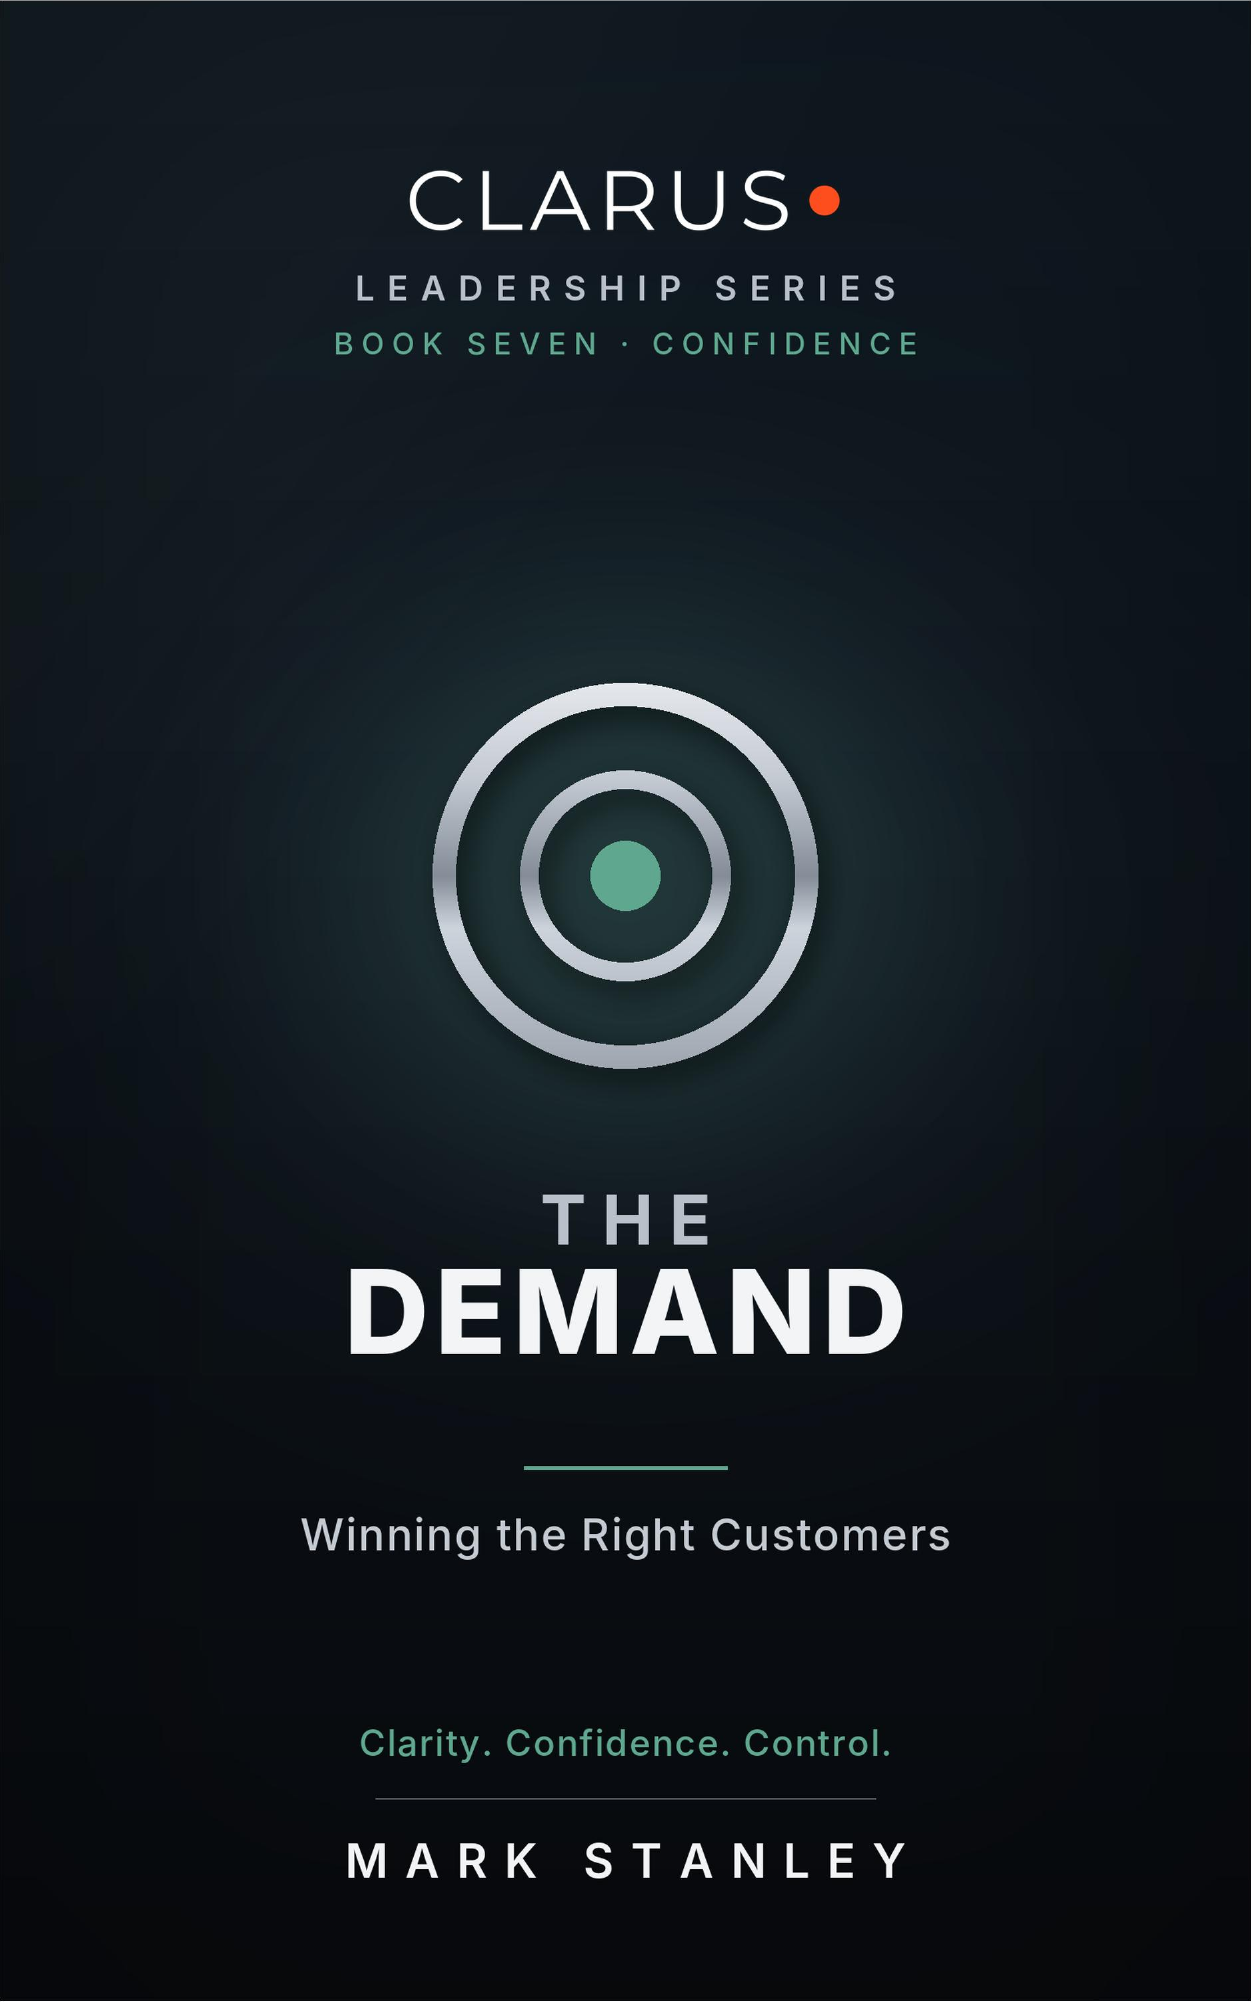 CLARUS
LEADERSHIP SERIES
BOOK SEVEN · CONFIDENCE
THE
DEMAND
Winning the Right Customers
Clarity. Confidence. Control.
MARK STANLEY